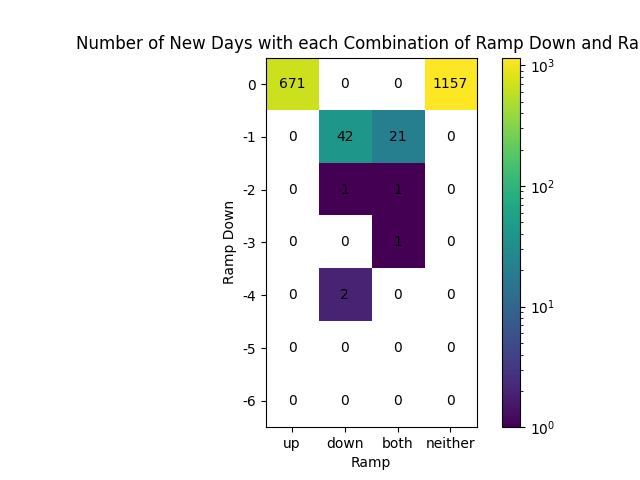 Number of New Days with each Combination of Ramp Down and Ra
0 671 0 0 1157
-1 0 42 21 0
-2 0 1 1 0
-3 0 0 1 0
-4 0 2 0 0
-5 0 0 0 0
-6 0 0 0 0
up down both neither
Ramp
Ramp Down
10³
10²
10¹
10⁰